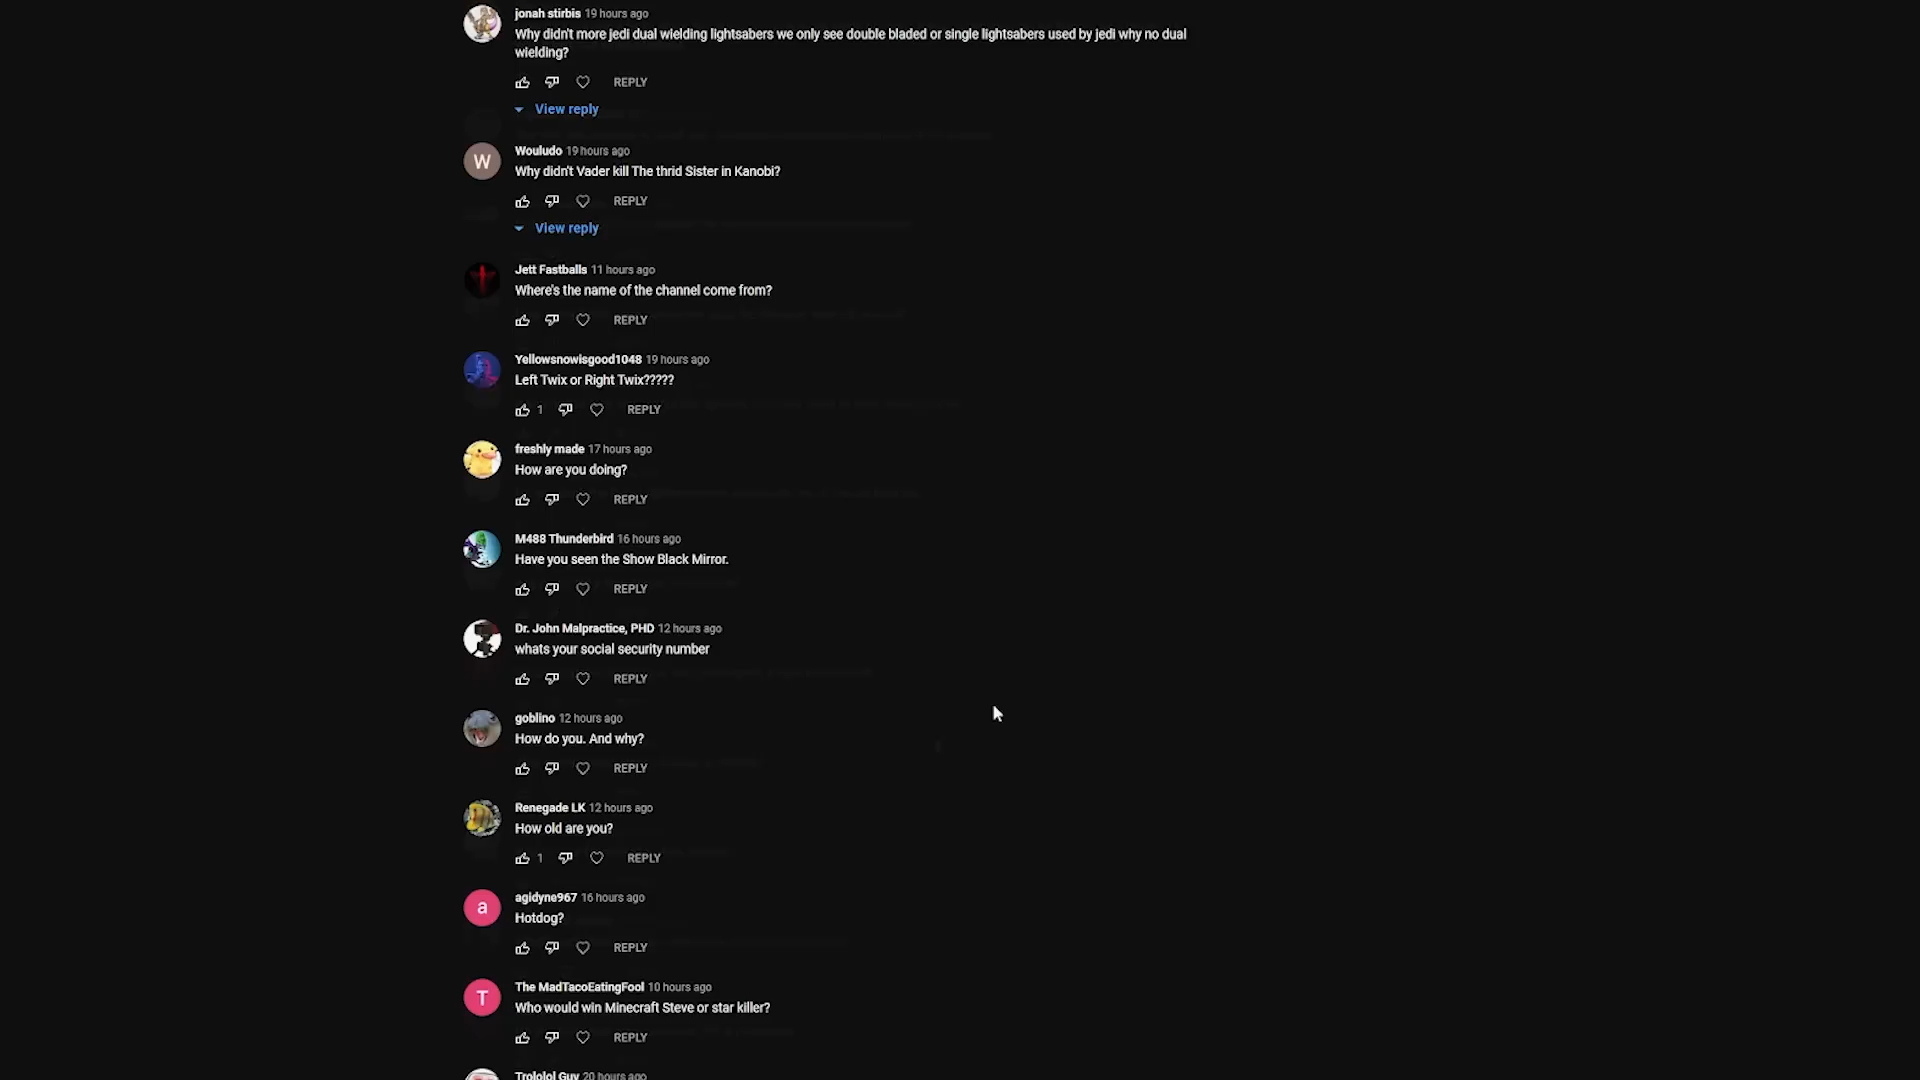 jonah stirbis 19 hours ago
Why didn't more jedi dual wielding lightsabers we only see double bladed or single lightsabers used by jedi why no dual
wielding?
REPLY
View reply
W
Wouludo 19 hours ago
Why didn't Vader kill The thrid Sister in Kanobi?
REPLY
View reply
Jett Fastballs 11 hours ago
Where's the name of the channel come from?
REPLY
Yellowsnowisgood1048 19 hours ago
Left Twix or Right Twix?????
1 REPLY
freshly made 17 hours ago
How are you doing?
REPLY
M488 Thunderbird 16 hours ago
Have you seen the Show Black Mirror.
REPLY
Dr. John Malpractice, PHD 12 hours ago
whats your social security number
REPLY
goblino 12 hours ago
How do you. And why?
REPLY
Renegade LK 12 hours ago
How old are you?
1 REPLY
a
agidyne967 16 hours ago
Hotdog?
REPLY
T
The MadTacoEatingFool 10 hours ago
Who would win Minecraft Steve or star killer?
REPLY
Trololol Guy 20 hours ago